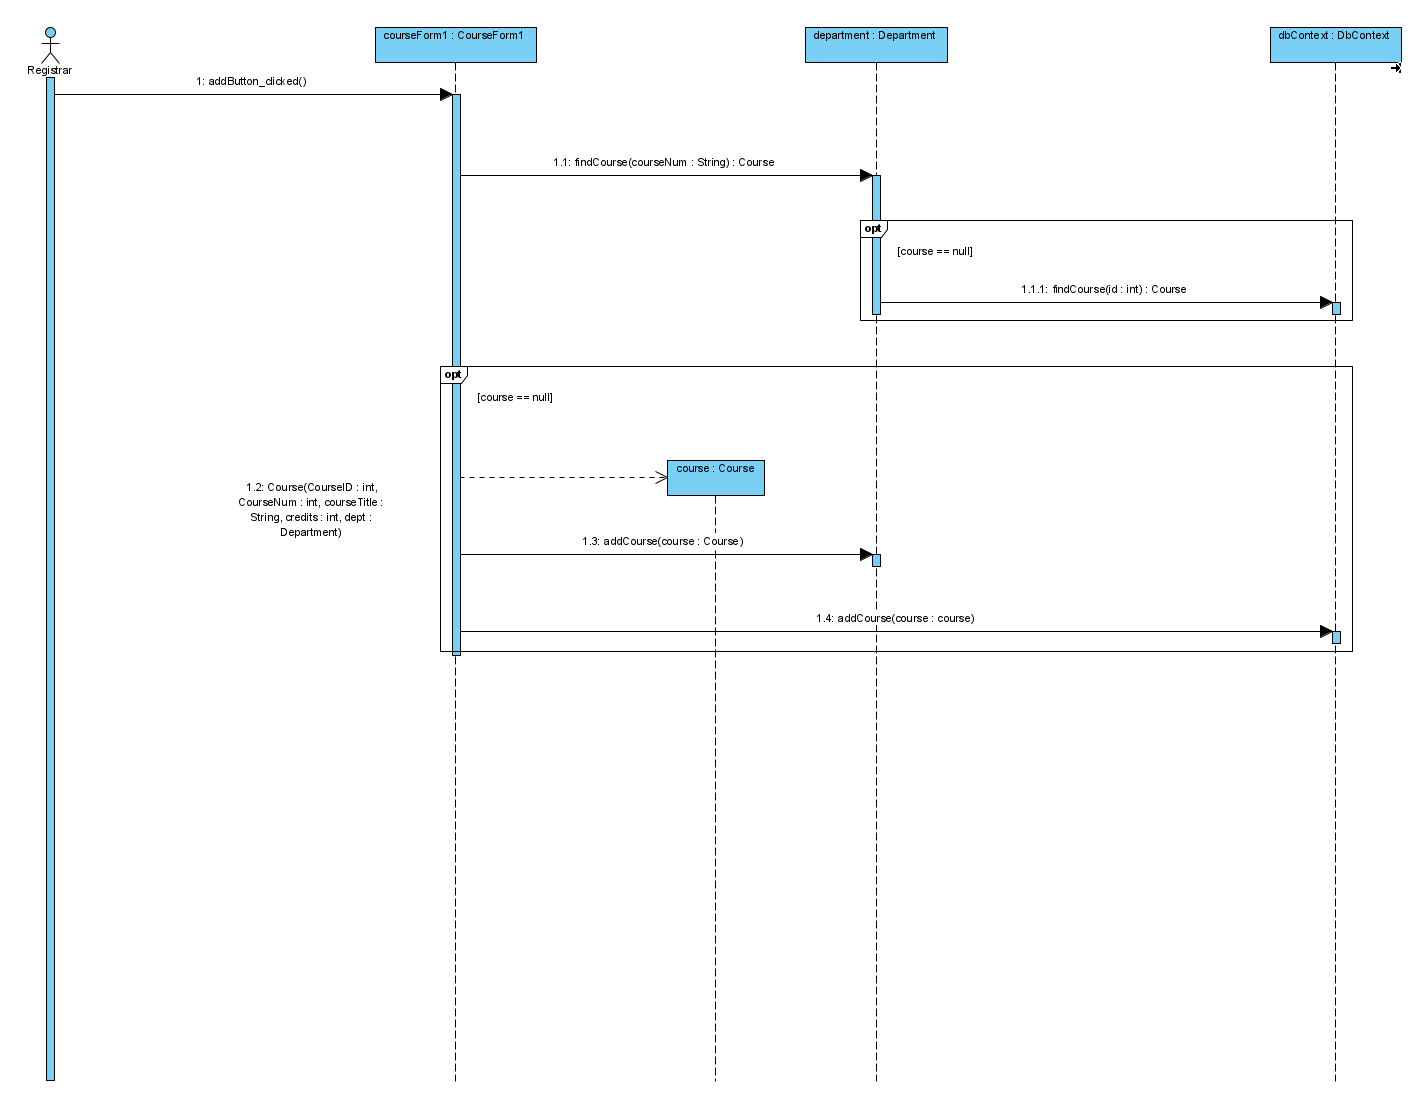 courseForm1 : CourseForm1
department : Department
dbContext : DbContext
Registrar
1: addButton_clicked()
1.1: findCourse(courseNum : String) : Course
opt
[course == null]
1.1.1: findCourse(id : int) : Course
opt
[course == null]
course : Course
1.2: Course(CourseID : int,
CourseNum : int, courseTitle :
String, credits : int, dept :
Department)
1.3: addCourse(course : Course)
1.4: addCourse(course : course)